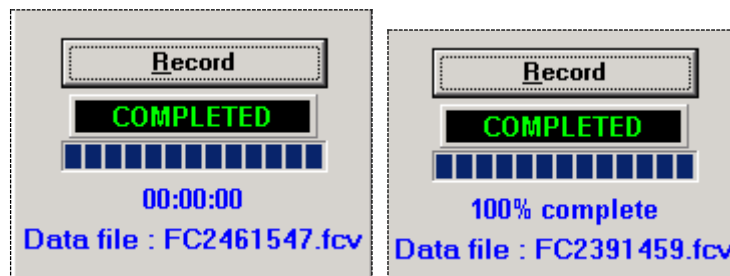 Record
COMPLETED
00:00:00
Data file : FC2461547.fcv
Record
COMPLETED
100% complete
Data file : FC2391459.fcv